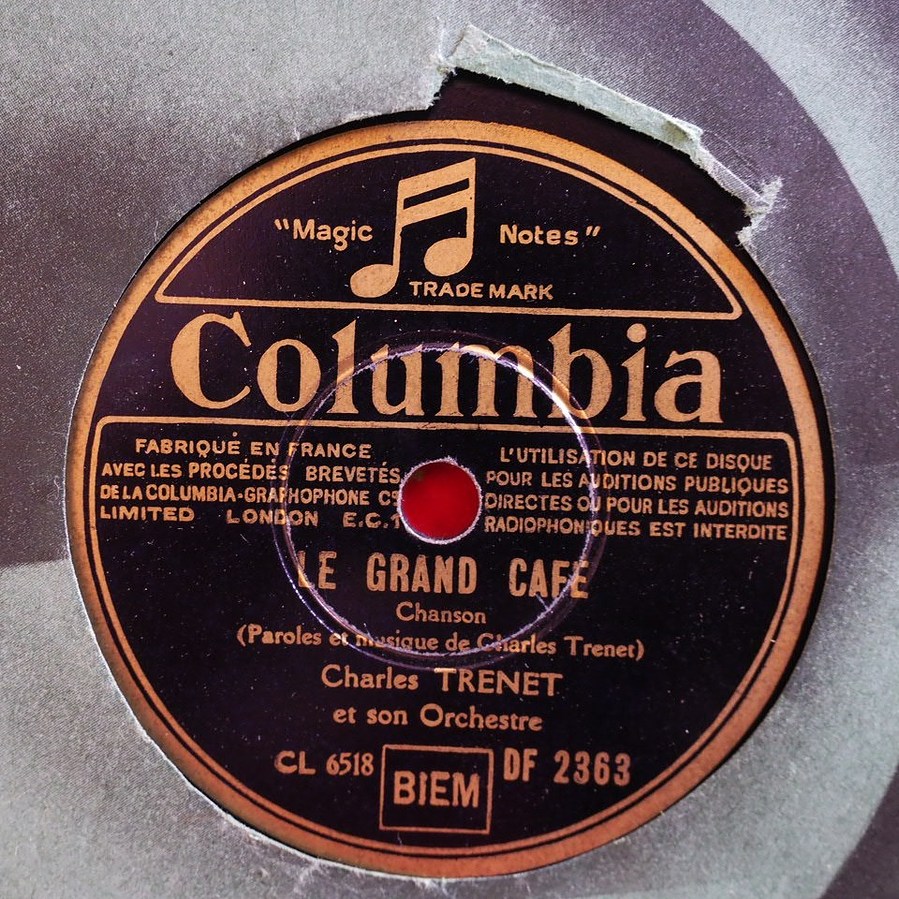 "Magic Notes"
TRADE MARK
Columbia
FABRIQUÉ EN FRANCE
AVEC LES PROCÉDÉS BREVETÉS
DE LA COLUMBIA-GRAPHOPHONE Cº
LIMITED LONDON E.C.1
L'UTILISATION DE CE DISQUE
POUR LES AUDITIONS PUBLIQUES
DIRECTES OU POUR LES AUDITIONS
RADIOPHONIQUES EST INTERDITE
LE GRAND CAFÉ
Chanson
(Paroles et musique de Charles Trenet)
Charles TRENET
et son Orchestre
CL 6518 BIEM DF 2363